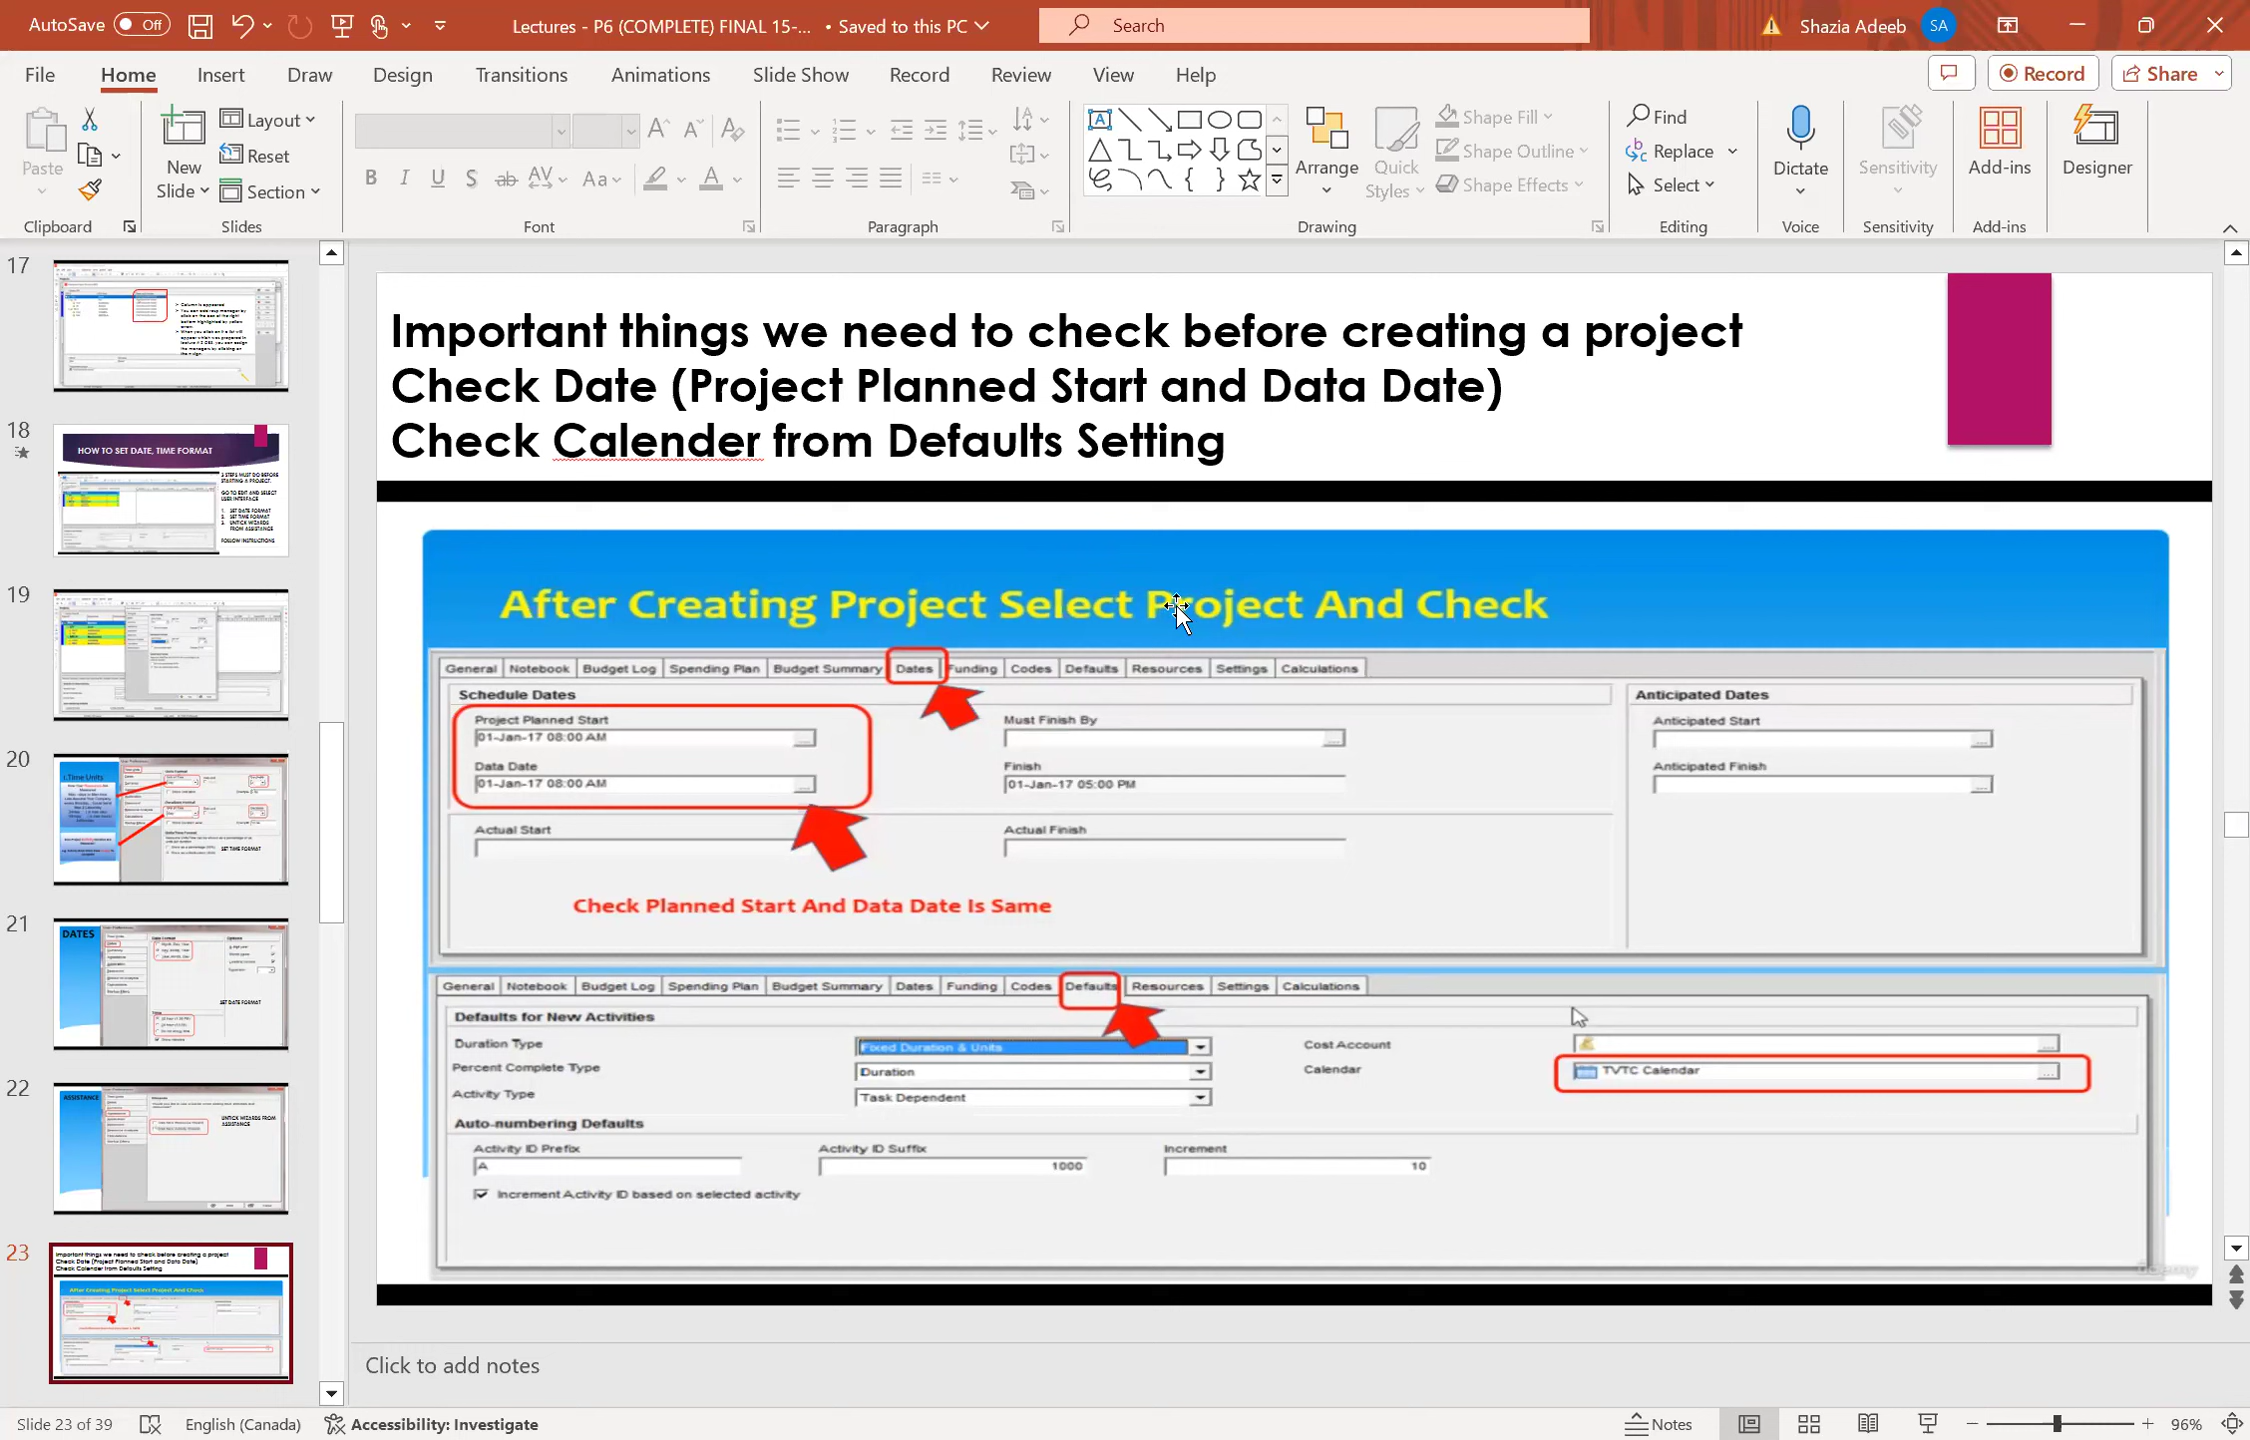 AutoSave Off
Lectures - P6 (COMPLETE) FINAL 15-... • Saved to this PC
Search
Shazia Adeeb SA
File Home Insert Draw Design Transitions Animations Slide Show Record Review View Help
Record Share
Paste
New Slide
Layout
Reset
Section
Shape Fill
Shape Outline
Shape Effects
Arrange
Quick Styles
Find
Replace
Select
Dictate
Sensitivity
Add-ins
Designer
Clipboard Slides Font Paragraph Drawing Editing Voice Sensitivity Add-ins
17
18
HOW TO SET DATE, TIME FORMAT
19
20
21
DATES
22
ASSISTANCE
23
Important things we need to check before creating a project
Check Date (Project Planned Start and Data Date)
Check Calender from Defaults Setting
After Creating Project Select Project And Check
General Notebook Budget Log Spending Plan Budget Summary Dates Funding Codes Defaults Resources Settings Calculations
Schedule Dates
Anticipated Dates
Project Planned Start
Must Finish By
Anticipated Start
01-Jan-17 08:00 AM
Data Date
Finish
Anticipated Finish
01-Jan-17 08:00 AM
01-Jan-17 05:00 PM
Actual Start
Actual Finish
Check Planned Start And Data Date Is Same
General Notebook Budget Log Spending Plan Budget Summary Dates Funding Codes Defaults Resources Settings Calculations
Defaults for New Activities
Duration Type
Fixed Duration & Units
Cost Account
Percent Complete Type
Duration
Calendar
TVTC Calendar
Activity Type
Task Dependent
Auto-numbering Defaults
Activity ID Prefix
Activity ID Suffix
Increment
A
1000
10
Increment Activity ID based on selected activity
udemy
Click to add notes
Slide 23 of 39
English (Canada)
Accessibility: Investigate
Notes
96%